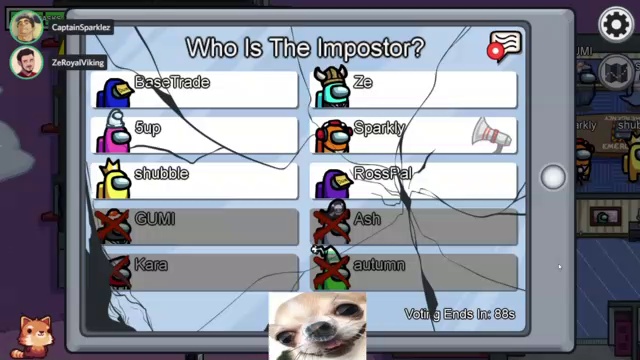 CaptainSparklez
ZeRoyalViking
Who Is The Impostor?
BaseTrade
Ze
5up
Sparkly
shubble
RossPal
GUMI
Ash
Kara
autumn
Voting Ends In: 88s